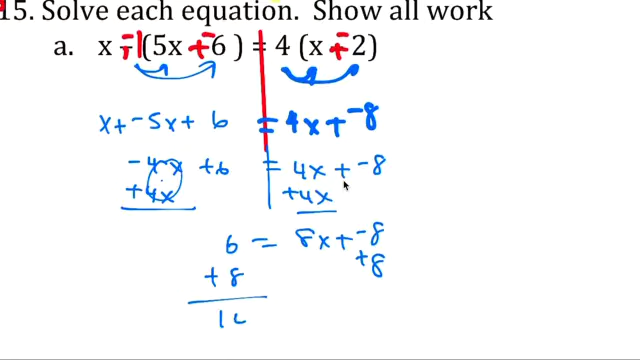 15. Solve each equation. Show all work
a. x + -1(5x + -6) = 4(x + -2)
x + -5x + 6 = 4x + -8
-4x + 6 = 4x + -8
+4x +4x
6 = 8x + -8
+8 +8